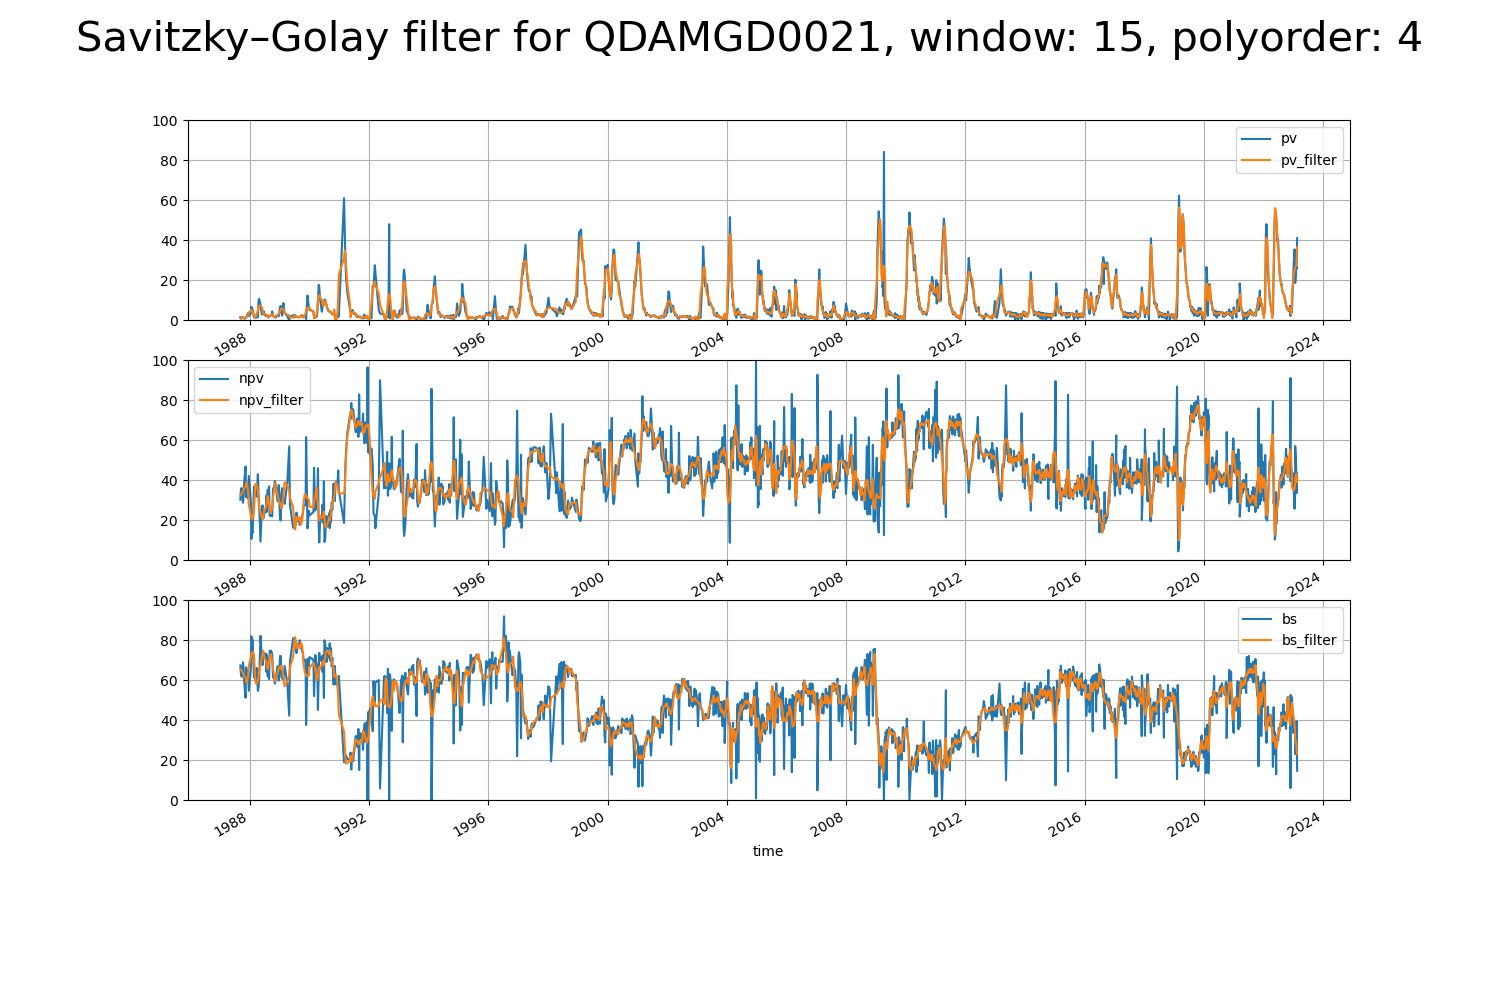 Savitzky–Golay filter for QDAMGD0021, window: 15, polyorder: 4
100
80
60
40
20
0
pv
pv_filter
1988 1992 1996 2000 2004 2008 2012 2016 2020 2024
100
80
60
40
20
0
npv
npv_filter
1988 1992 1996 2000 2004 2008 2012 2016 2020 2024
100
80
60
40
20
0
bs
bs_filter
1988 1992 1996 2000 2004 2008 2012 2016 2020 2024
time